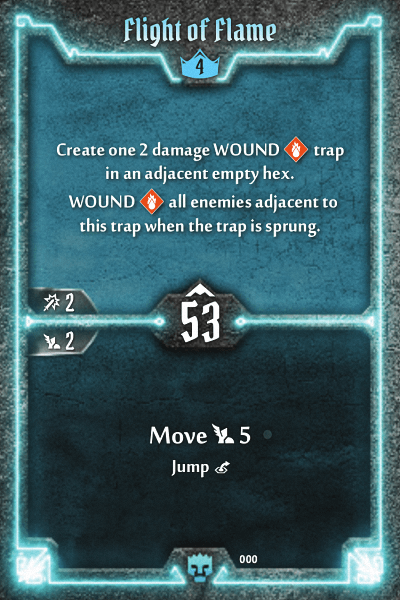 Flight of Flame
4
Create one 2 damage WOUND trap
in an adjacent empty hex.
WOUND all enemies adjacent to
this trap when the trap is sprung.
2
53
2
Move 5
Jump
000